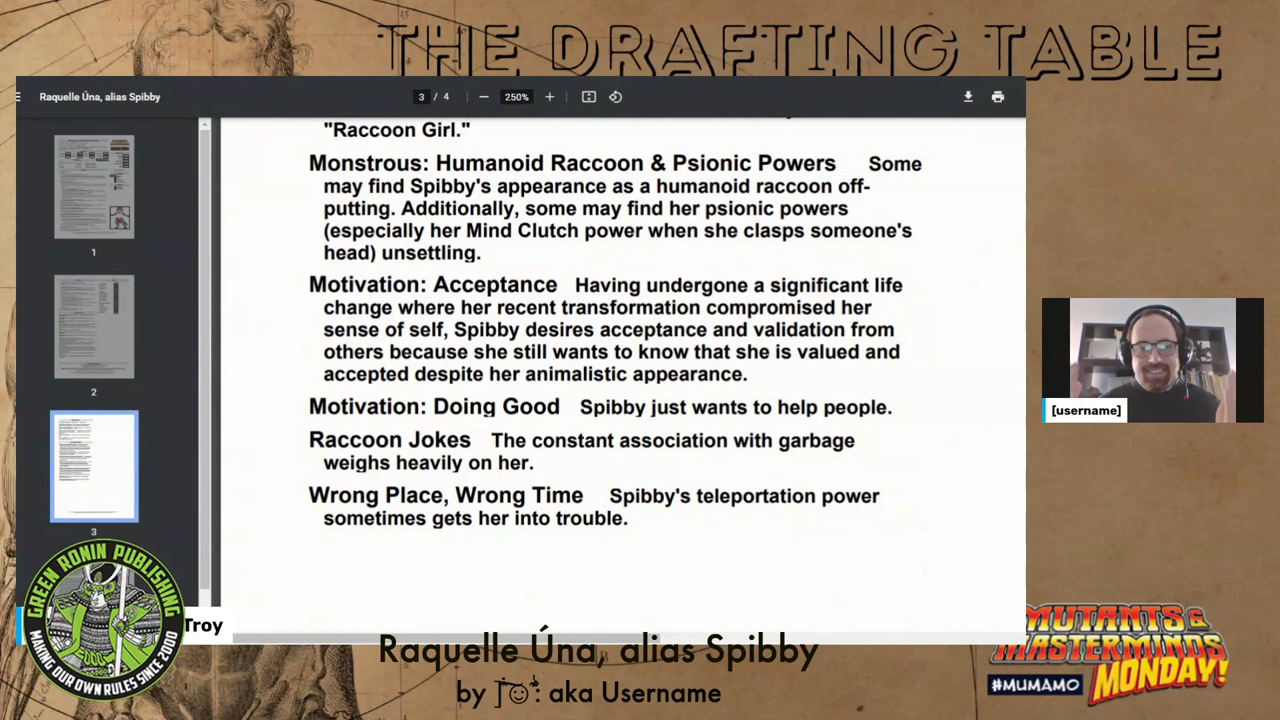 THE DRAFTING TABLE
Raquelle Úna, alias Spibby
3 / 4
250%
"Raccoon Girl."
Monstrous: Humanoid Raccoon & Psionic Powers Some
may find Spibby's appearance as a humanoid raccoon off-
putting. Additionally, some may find her psionic powers
(especially her Mind Clutch power when she clasps someone's
head) unsettling.
Motivation: Acceptance Having undergone a significant life
change where her recent transformation compromised her
sense of self, Spibby desires acceptance and validation from
others because she still wants to know that she is valued and
accepted despite her animalistic appearance.
Motivation: Doing Good Spibby just wants to help people.
Raccoon Jokes The constant association with garbage
weighs heavily on her.
Wrong Place, Wrong Time Spibby's teleportation power
sometimes gets her into trouble.
1
2
3
[username]
GREEN RONIN PUBLISHING
MAKING OUR OWN RULES SINCE 2000
Troy
Raquelle Úna, alias Spibby
by aka Username
MUTANTS &
MASTERMINDS
MONDAY!
#MUMAMO